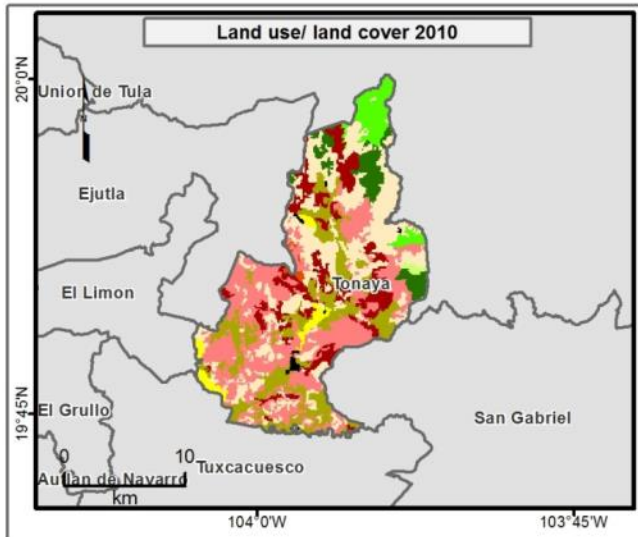 Land use/ land cover 2010
20°0'N
Union de Tula
Ejutla
El Limon
Tonaya
19°45'N
El Grullo
San Gabriel
0 10
Tuxcacuesco
Autlan de Navarro
km
104°0'W
103°45'W